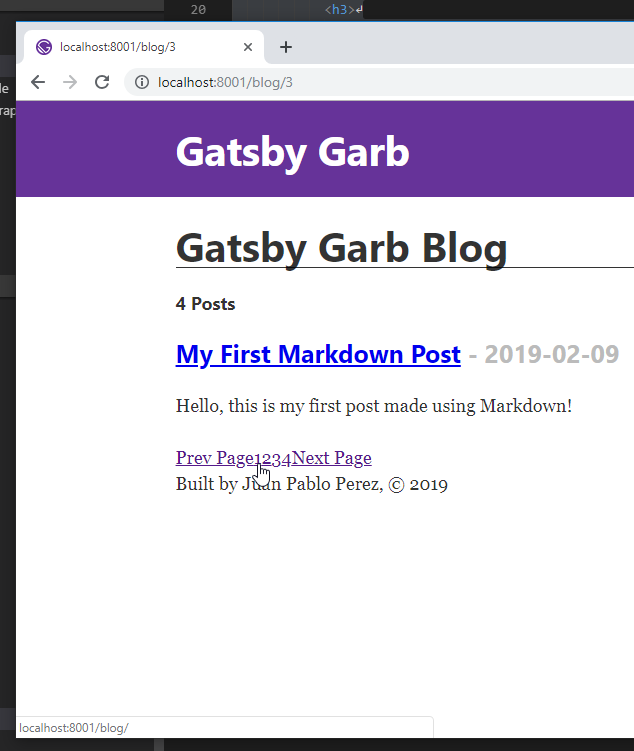 20 <h3>↲
localhost:8001/blog/3
localhost:8001/blog/3
le
rap
Gatsby Garb
Gatsby Garb Blog
4 Posts
My First Markdown Post - 2019-02-09
Hello, this is my first post made using Markdown!
Prev Page1234Next Page
Built by Juan Pablo Perez, © 2019
localhost:8001/blog/